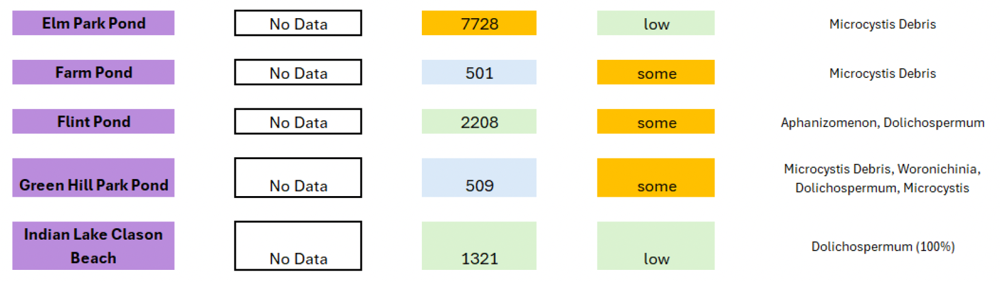 Elm Park Pond No Data 7728 low Microcystis Debris
Farm Pond No Data 501 some Microcystis Debris
Flint Pond No Data 2208 some Aphanizomenon, Dolichospermum
Green Hill Park Pond No Data 509 some Microcystis Debris, Woronichinia,
Dolichospermum, Microcystis
Indian Lake Clason
Beach No Data 1321 low Dolichospermum (100%)